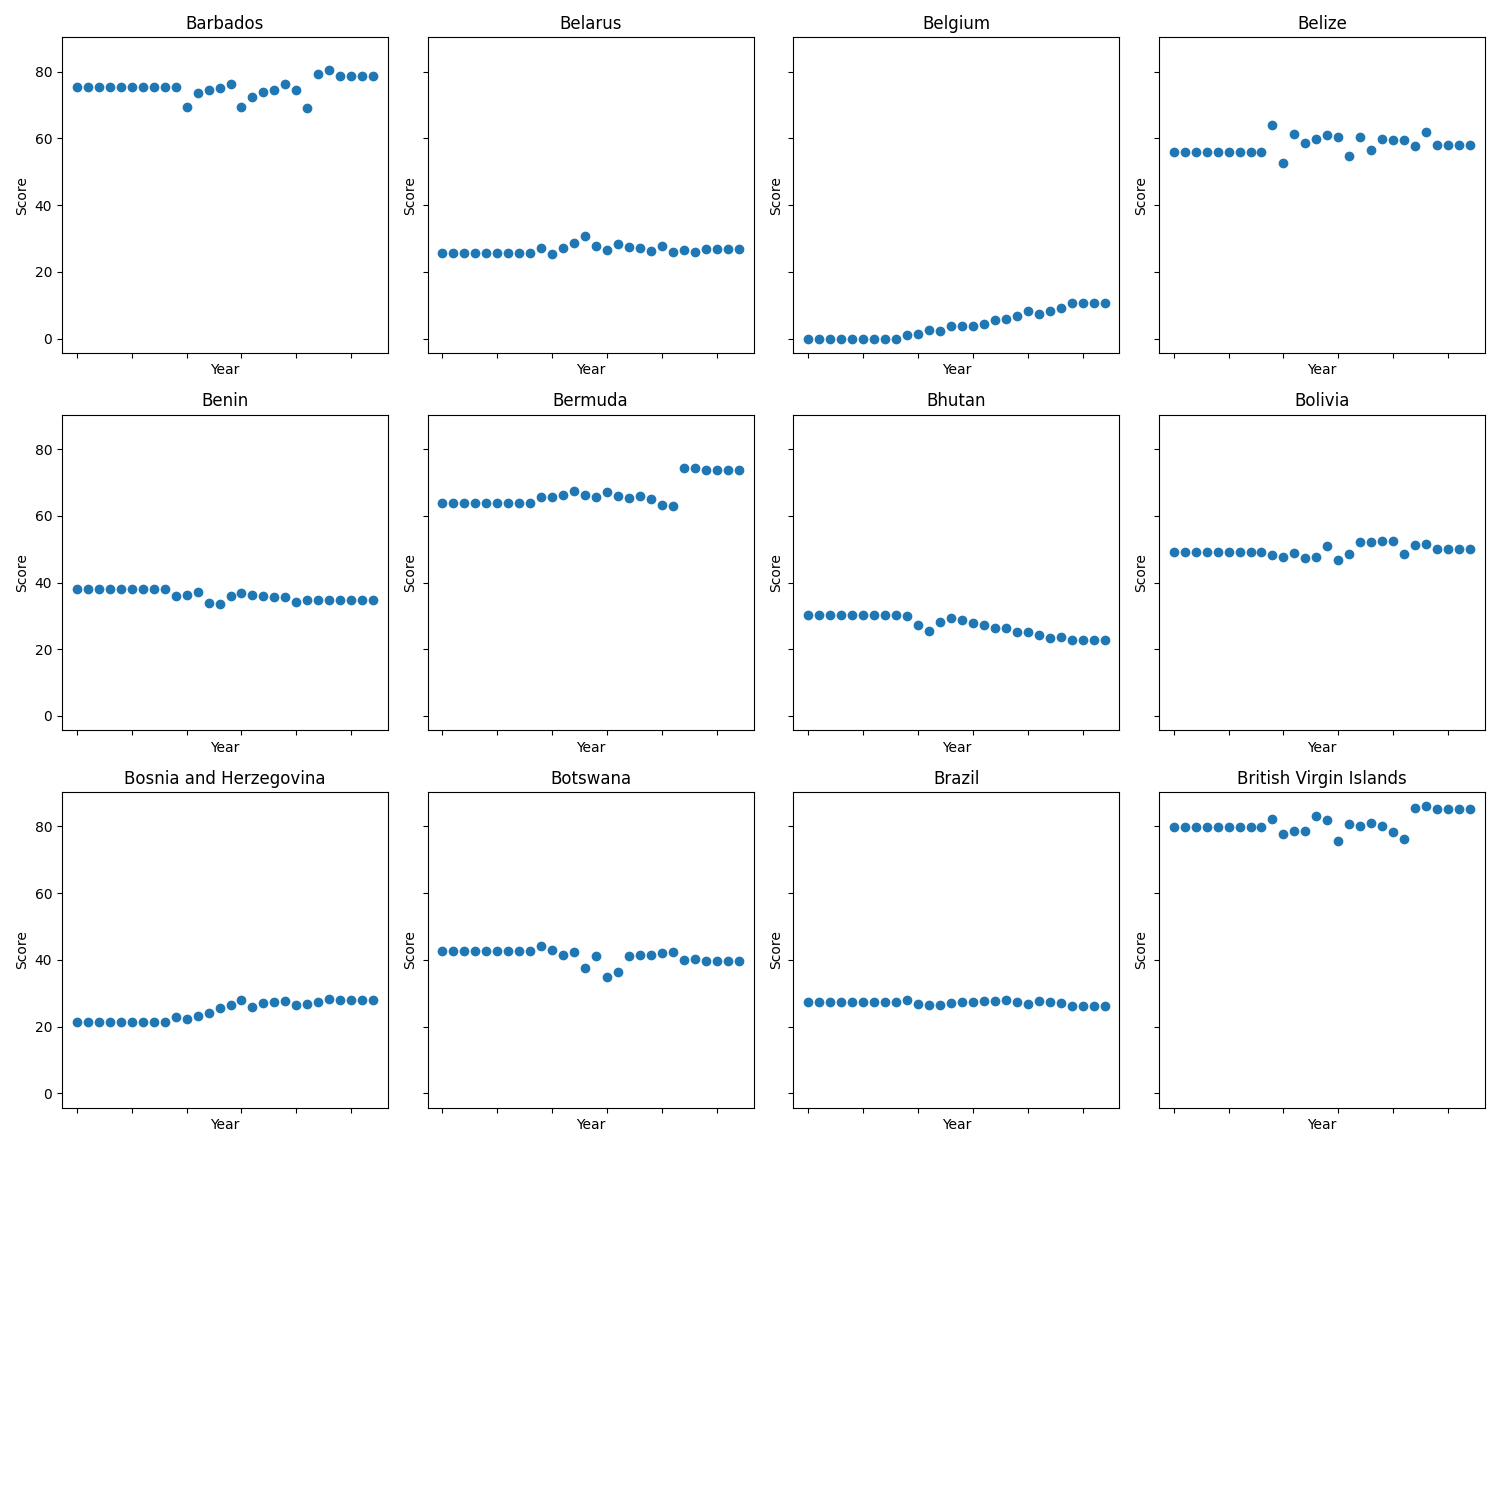 Barbados
Belarus
Belgium
Belize
80
60
40
20
0
Score
Score
Score
Score
Year
Year
Year
Year
Benin
Bermuda
Bhutan
Bolivia
80
60
40
20
0
Score
Score
Score
Score
Year
Year
Year
Year
Bosnia and Herzegovina
Botswana
Brazil
British Virgin Islands
80
60
40
20
0
Score
Score
Score
Score
Year
Year
Year
Year